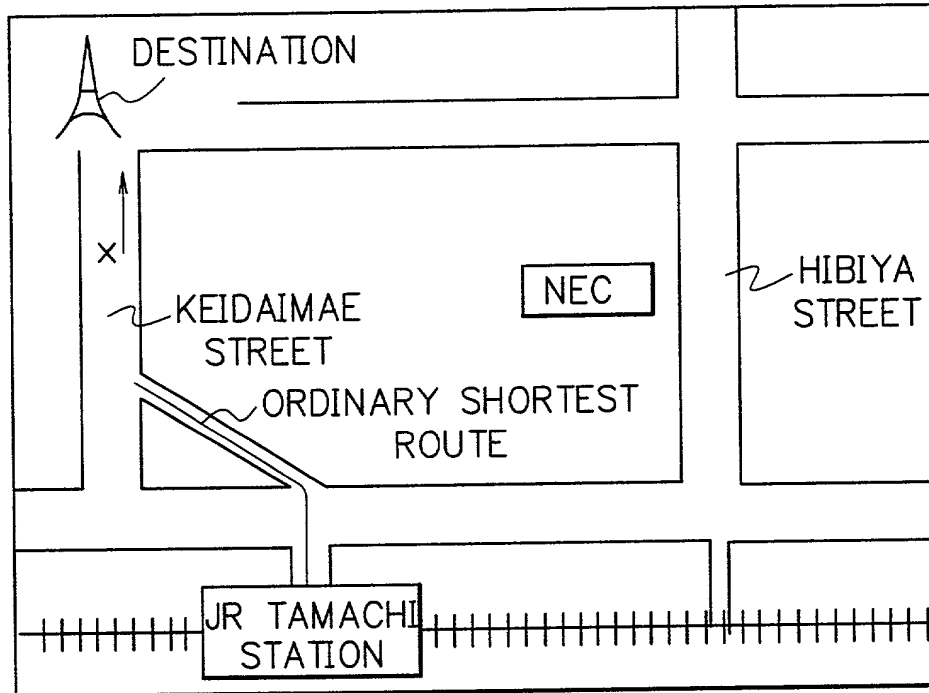 DESTINATION
X
NEC
HIBIYA
STREET
KEIDAIMAE
STREET
ORDINARY SHORTEST
ROUTE
JR TAMACHI
STATION